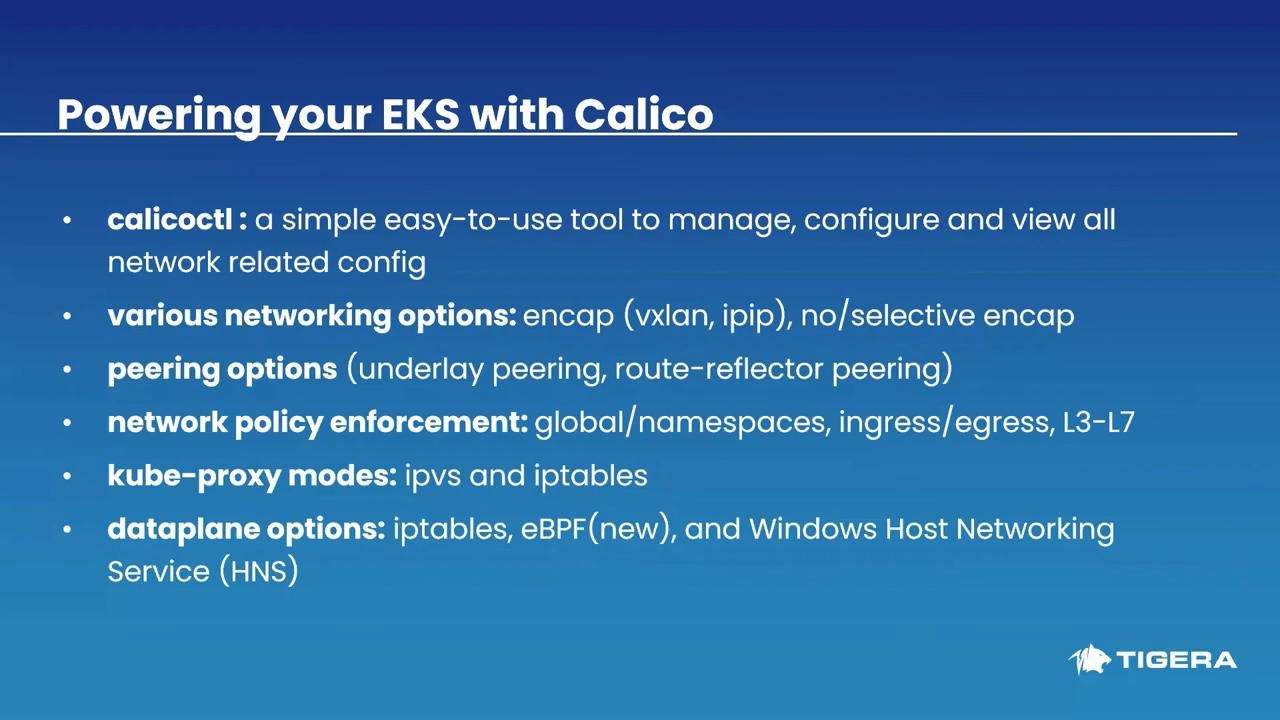 Powering your EKS with Calico
• calicoctl : a simple easy-to-use tool to manage, configure and view all
network related config
• various networking options: encap (vxlan, ipip), no/selective encap
• peering options (underlay peering, route-reflector peering)
• network policy enforcement: global/namespaces, ingress/egress, L3-L7
• kube-proxy modes: ipvs and iptables
• dataplane options: iptables, eBPF(new), and Windows Host Networking
Service (HNS)
TIGERA